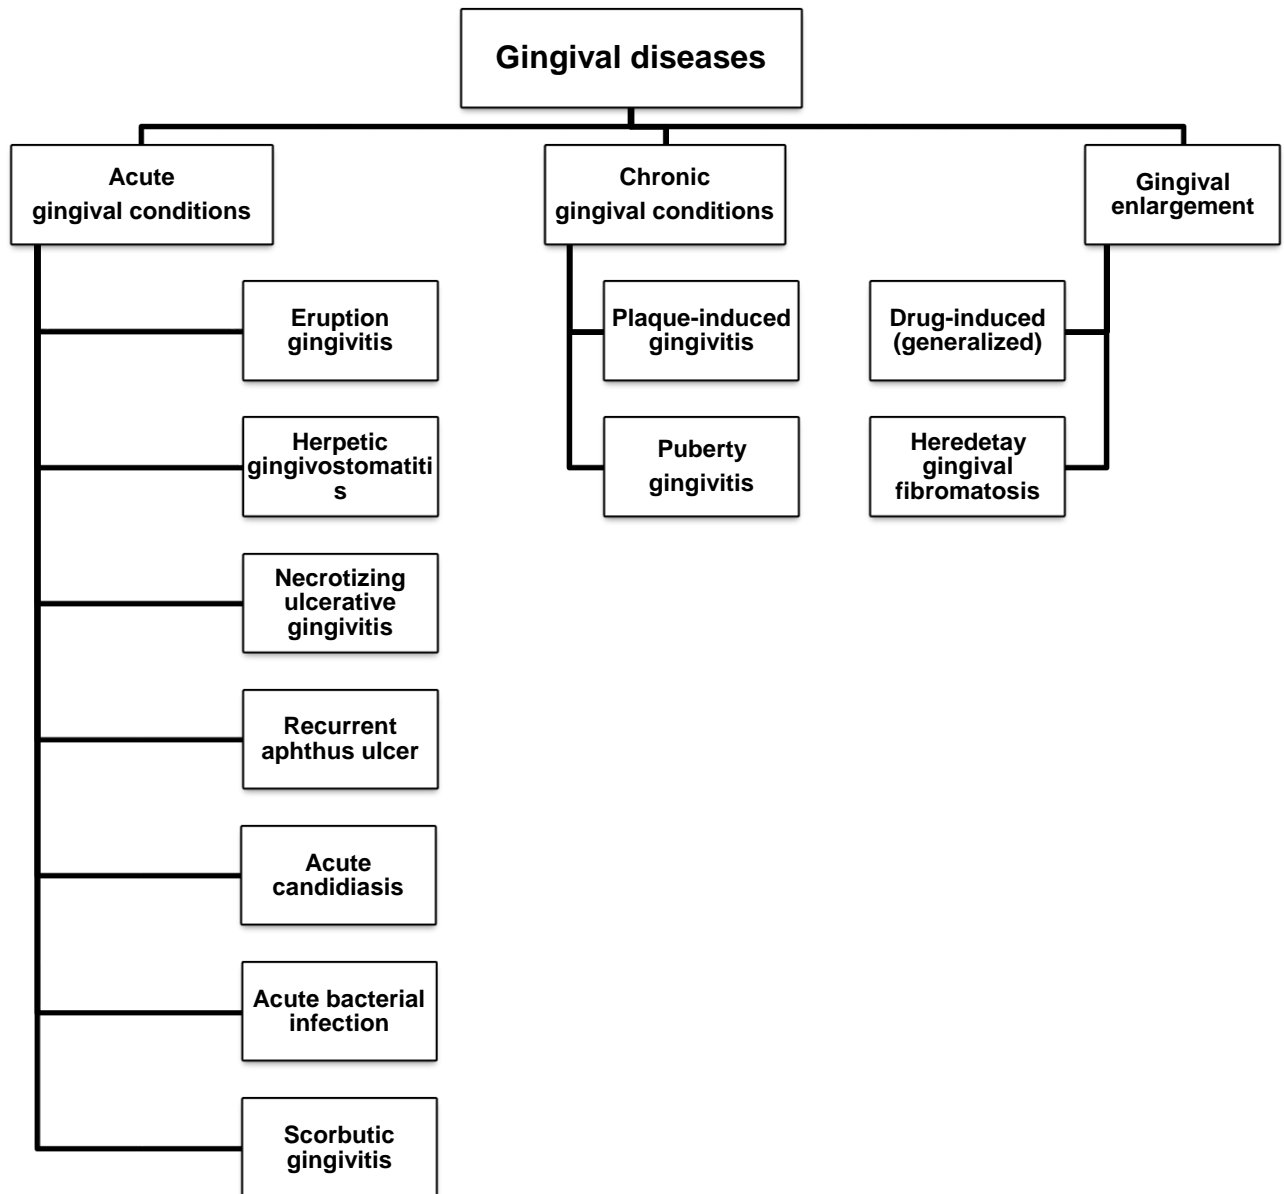 Gingival diseases
Acute
gingival conditions
Eruption
gingivitis
Herpetic
gingivostomatiti
s
Necrotizing
ulcerative
gingivitis
Recurrent
aphthus ulcer
Acute
candidiasis
Acute bacterial
infection
Scorbutic
gingivitis
Chronic
gingival conditions
Plaque-induced
gingivitis
Puberty
gingivitis
Gingival
enlargement
Drug-induced
(generalized)
Heredetay
gingival
fibromatosis